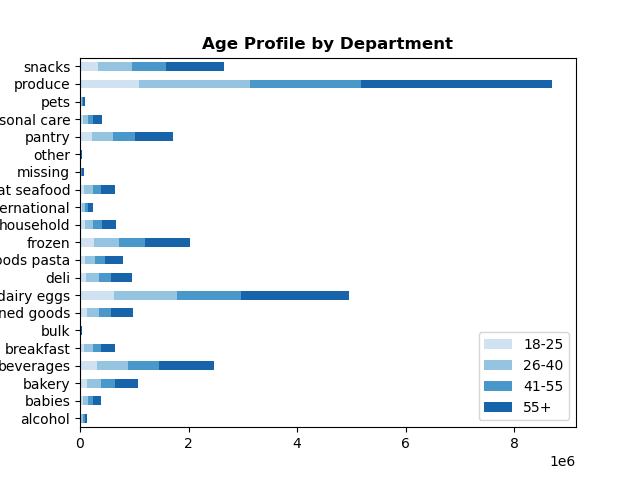 Age Profile by Department
snacks
produce
pets
sonal care
pantry
other
missing
at seafood
ernational
household
frozen
oods pasta
deli
dairy eggs
ned goods
bulk
breakfast
beverages
bakery
babies
alcohol
18-25
26-40
41-55
55+
0 2 4 6 8
1e6